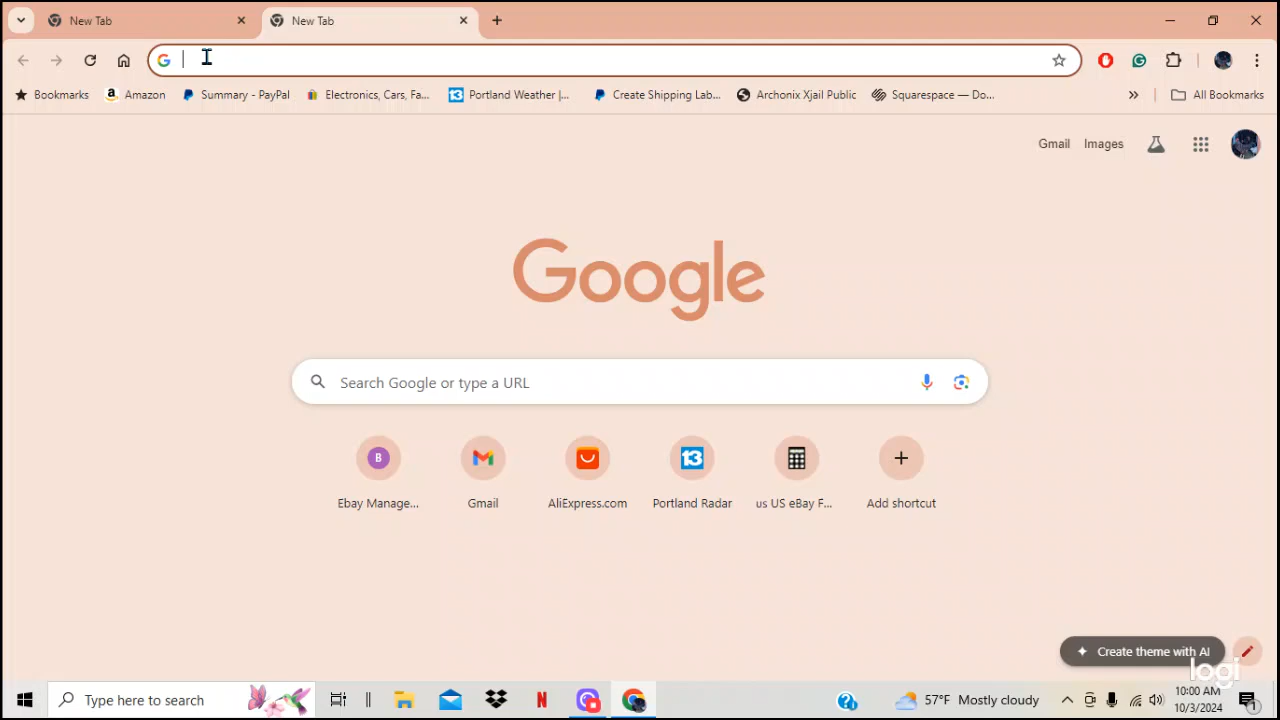 New Tab
New Tab
Bookmarks
Amazon
Summary - PayPal
Electronics, Cars, Fa...
Portland Weather |...
Create Shipping Lab...
Archonix Xjail Public
Squarespace — Do...
All Bookmarks
Gmail
Images
Google
Search Google or type a URL
B
13
Ebay Manage...
Gmail
AliExpress.com
Portland Radar
us US eBay F...
Add shortcut
Create theme with AI
logi
Type here to search
57°F Mostly cloudy
10:00 AM
10/3/2024
1